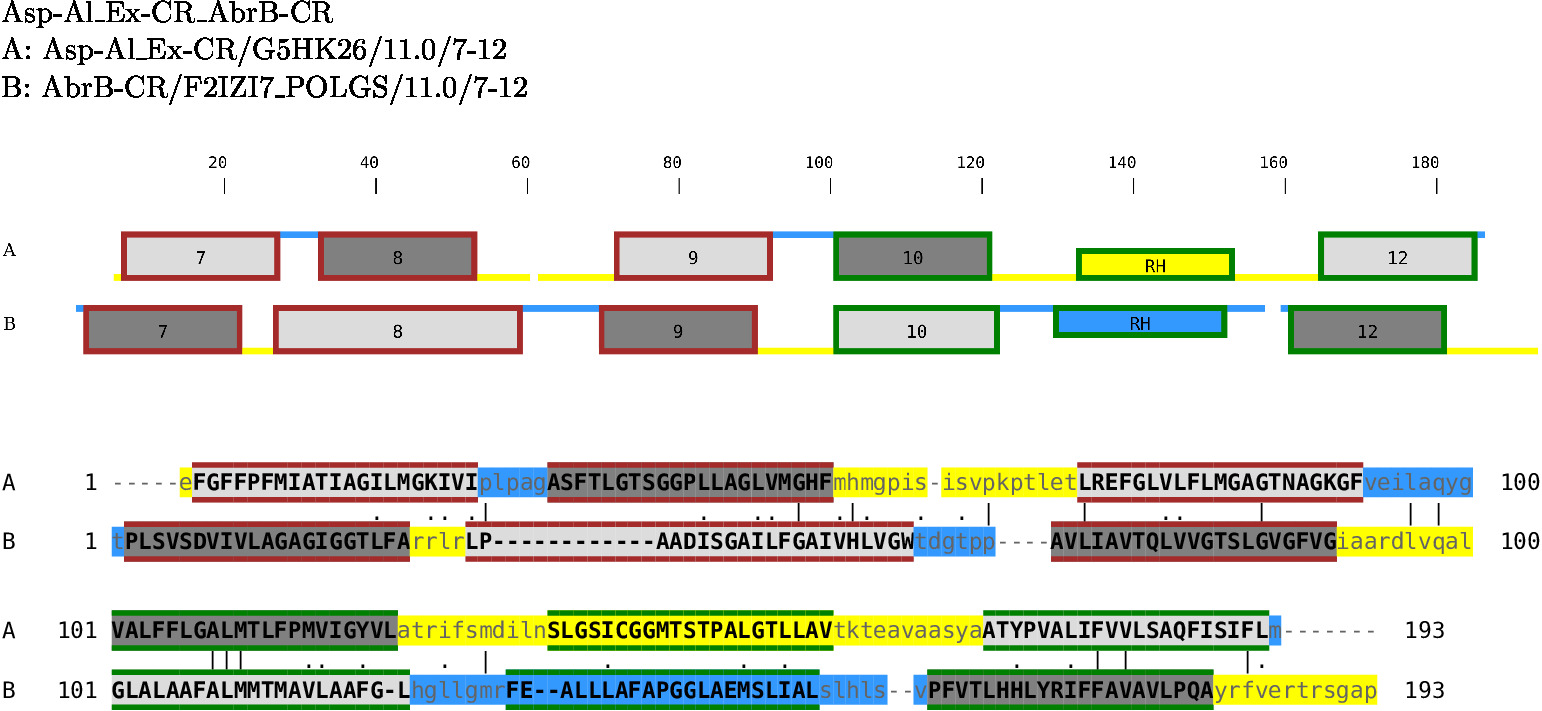 Asp-Al_Ex-CR_AbrB-CR
A: Asp-Al_Ex-CR/G5HK26/11.0/7-12
B: AbrB-CR/F2IZI7_POLGS/11.0/7-12
20 40 60 80 100 120 140 160 180
A 7 8 9 10 RH 12
B 7 8 9 10 RH 12
A 1 -----eFGFFPFMIATIAGILMGKIVIplpagASFTLGTSGGPLLAGLVMGHFmhmgpis-isvpkptletLREFGLVLFLMGAGTNAGKGFveilaqyg 100
B 1 tPLSVSDVIVLAGAGIGGTLFArrlrLP------------AADISGAILFGAIVHLVGWtdgtpp----AVLIAVTQLVVGTSLGVGFVGiaaardlvqal 100
A 101 VALFFLGALMTLFPMVIGYVLatrifsmdilnSLGSICGGMTSTPALGTLLAVtkteavaasyaATYPVALIFVVLSAQFISIFLm------- 193
B 101 GLALAAFALMMTMAVLAAFG-LhgllgmrFE--ALLLAFAPGGLAEMSLIALslhls--vPFVTLHHLYRIFFAVAVLPQAyrfvertrsgap 193